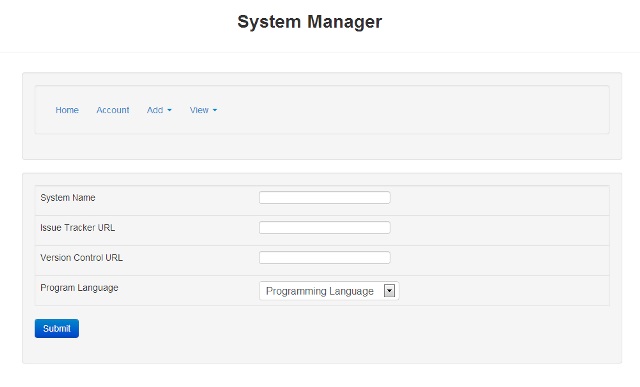 System Manager
Home Account Add View
System Name
Issue Tracker URL
Version Control URL
Program Language Programming Language
Submit